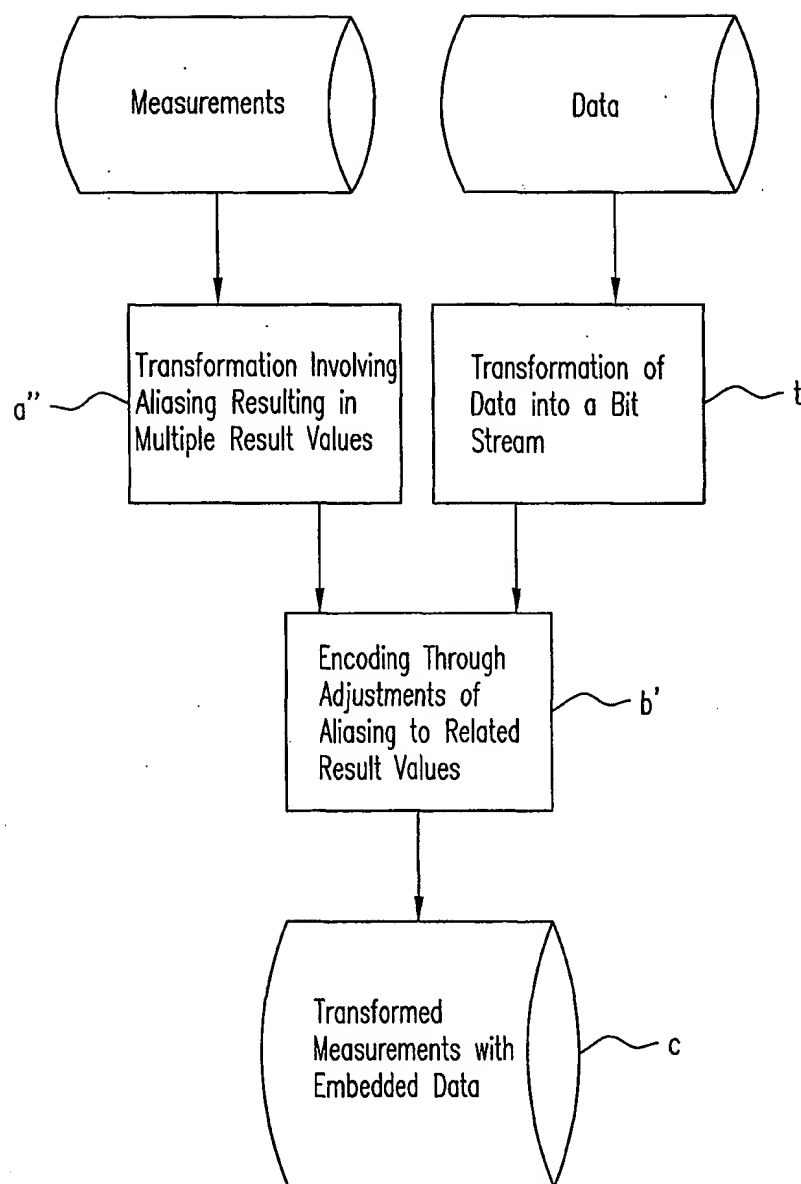 Measurements
Data
Transformation Involving
Aliasing Resulting in
Multiple Result Values
a"
Transformation of
Data into a Bit
Stream
t
Encoding Through
Adjustments of
Aliasing to Related
Result Values
b'
Transformed
Measurements with
Embedded Data
c